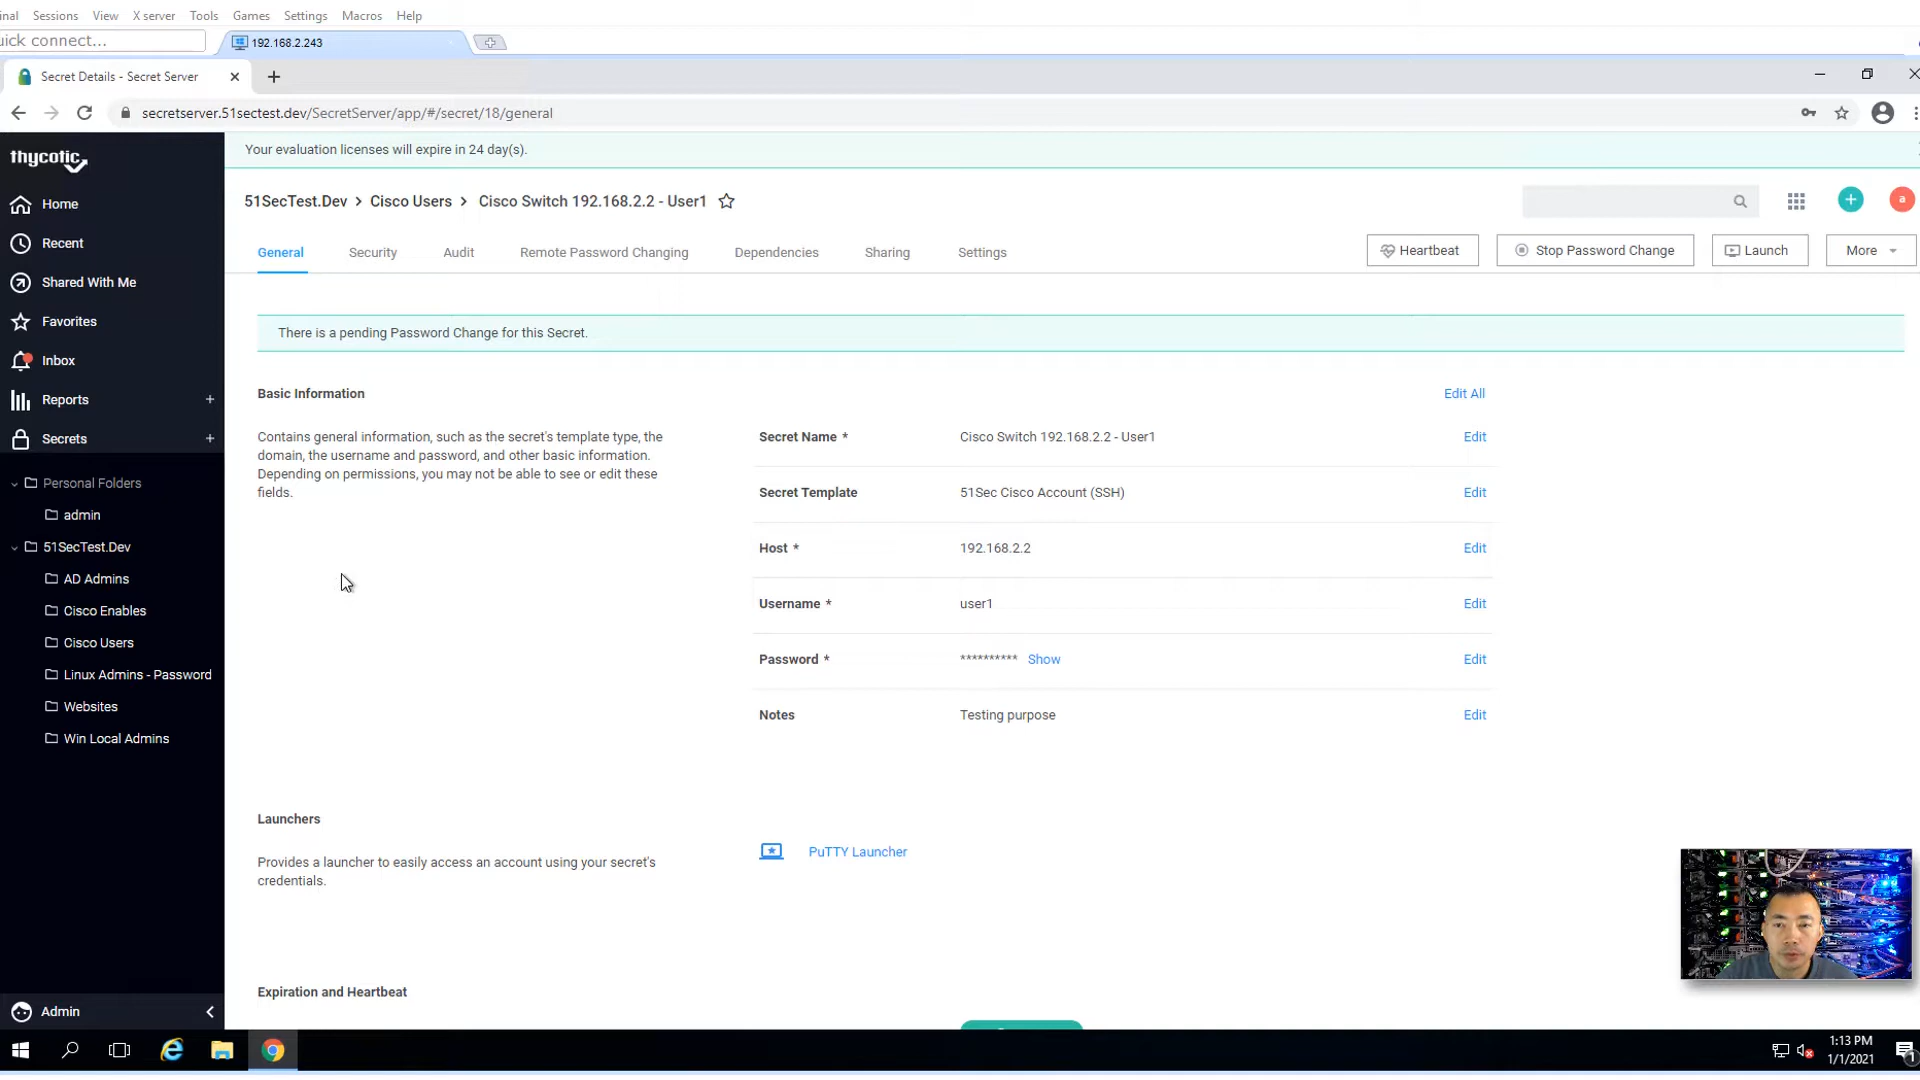 Sessions View X server Tools Games Settings Macros Help
192.168.2.243
Secret Details - Secret Server
secretserver.51sectest.dev/SecretServer/app/#/secret/18/general
thycotic
Your evaluation licenses will expire in 24 day(s).
51SecTest.Dev > Cisco Users > Cisco Switch 192.168.2.2 - User1
a
General Security Audit Remote Password Changing Dependencies Sharing Settings
Heartbeat Stop Password Change Launch More
There is a pending Password Change for this Secret.
Home
Recent
Shared With Me
Favorites
Inbox
Reports +
Secrets +
Personal Folders
admin
51SecTest.Dev
AD Admins
Cisco Enables
Cisco Users
Linux Admins - Password
Websites
Win Local Admins
Admin
Basic Information
Contains general information, such as the secret's template type, the
domain, the username and password, and other basic information.
Depending on permissions, you may not be able to see or edit these
fields.
Edit All
Secret Name * Cisco Switch 192.168.2.2 - User1 Edit
Secret Template 51Sec Cisco Account (SSH) Edit
Host * 192.168.2.2 Edit
Username * user1 Edit
Password * ********** Show Edit
Notes Testing purpose Edit
Launchers
Provides a launcher to easily access an account using your secret's
credentials.
PuTTY Launcher
Expiration and Heartbeat
1:13 PM
1/1/2021
1